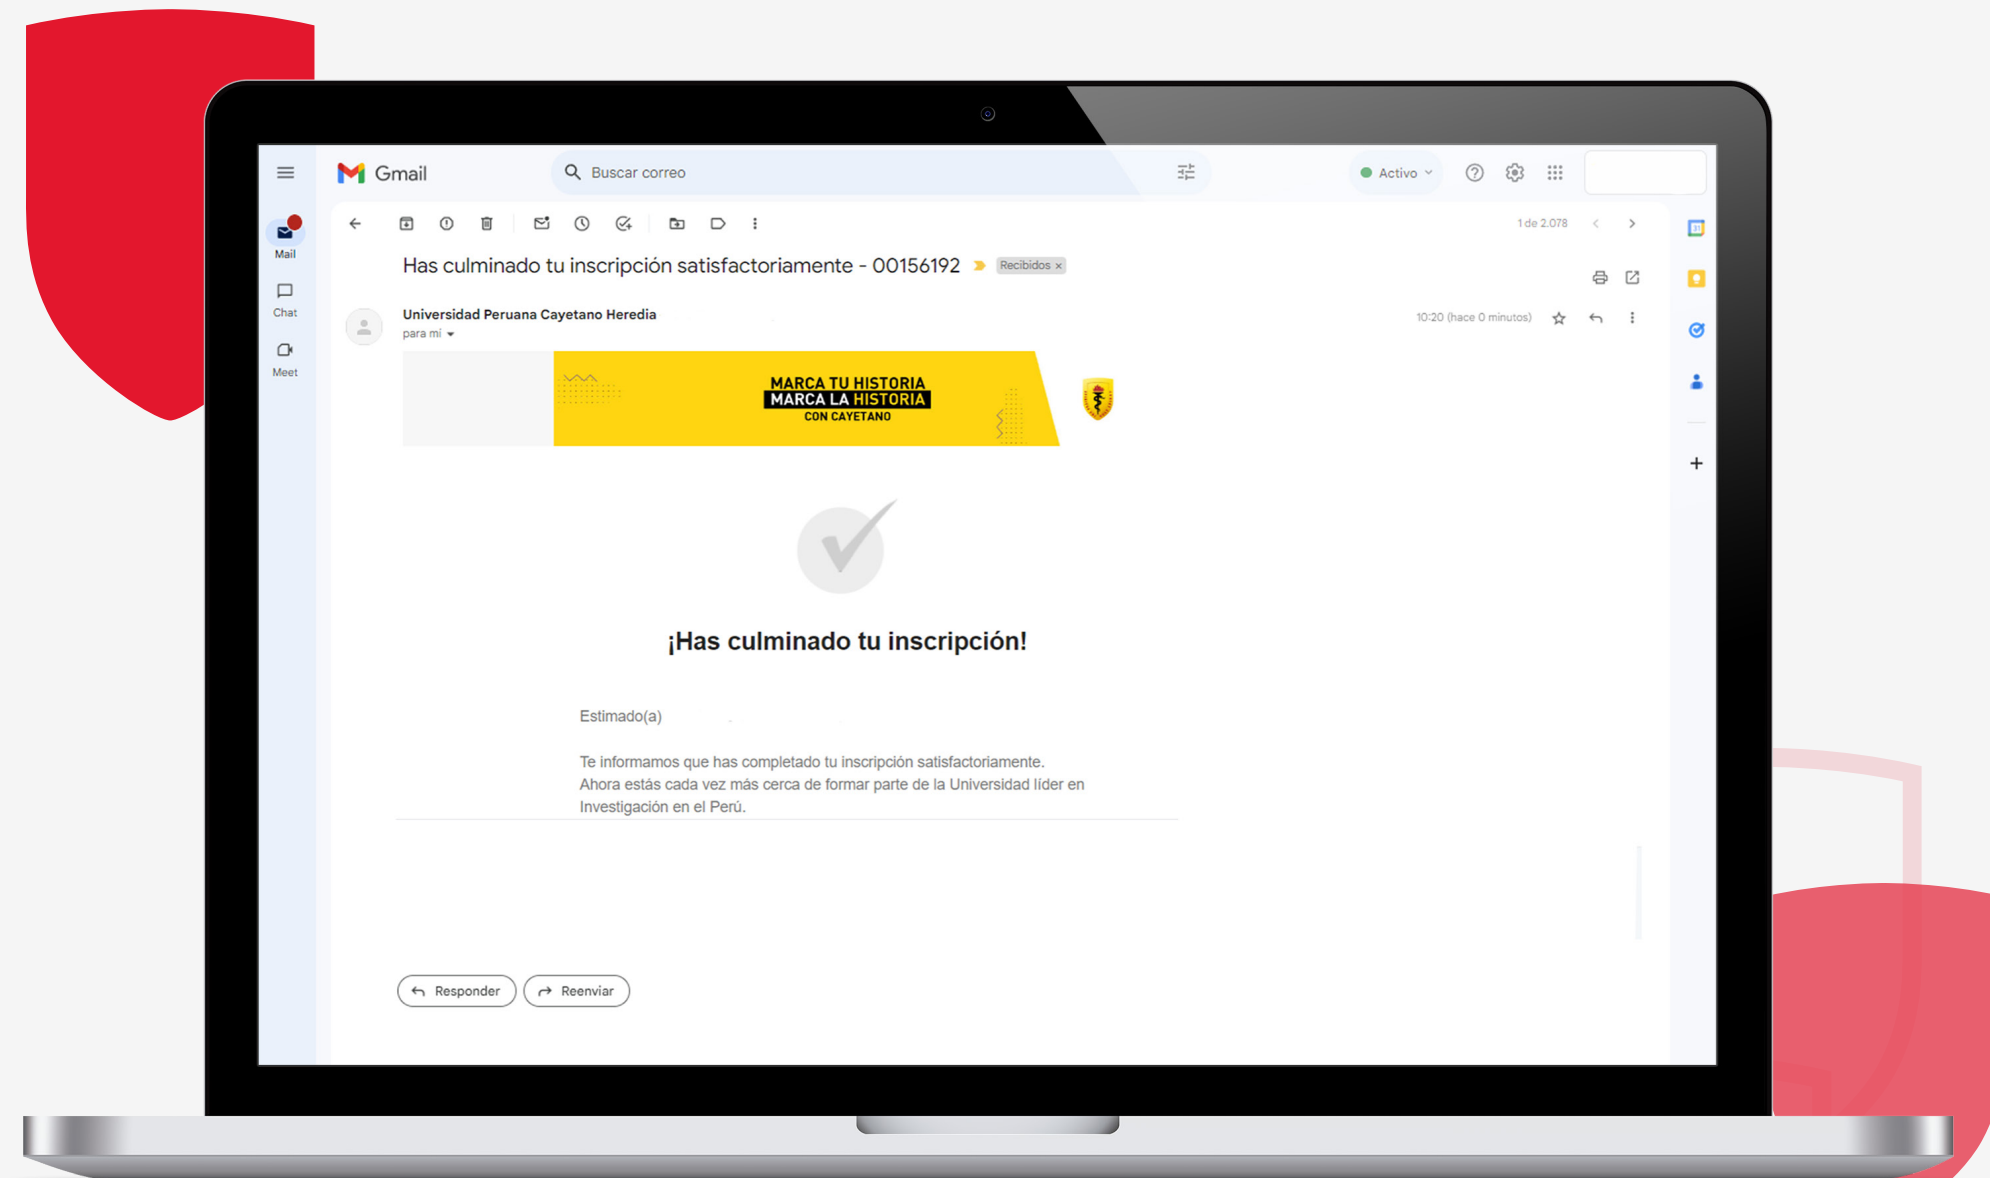 Gmail
Buscar correo
Activo
Mail
Chat
Meet
1 de 2.078
31
Has culminado tu inscripción satisfactoriamente - 00156192
Recibidos ×
Universidad Peruana Cayetano Heredia
10:20 (hace 0 minutos)
para mí
MARCA TU HISTORIA
MARCA LA HISTORIA
CON CAYETANO
¡Has culminado tu inscripción!
Estimado(a)
Te informamos que has completado tu inscripción satisfactoriamente.
Ahora estás cada vez más cerca de formar parte de la Universidad líder en
Investigación en el Perú.
Responder
Reenviar